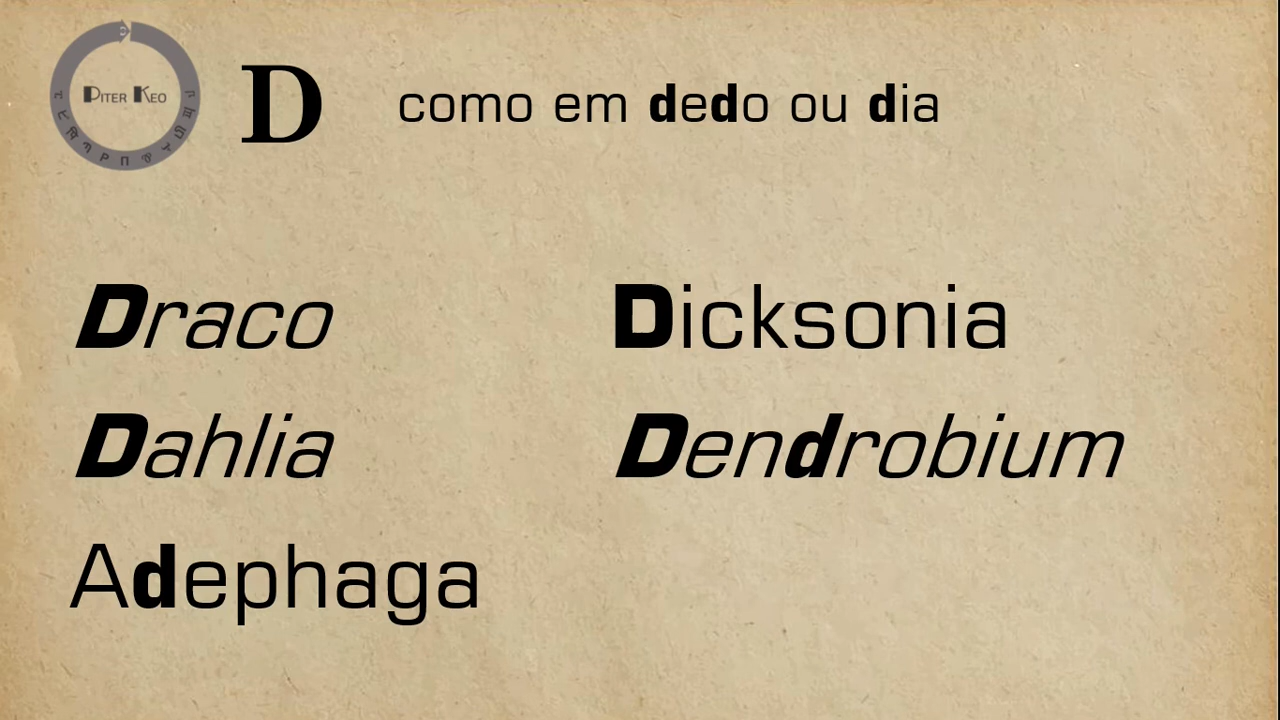 PITER KEO
D como em dedo ou dia
Draco
Dicksonia
Dahlia
Dendrobium
Adephaga